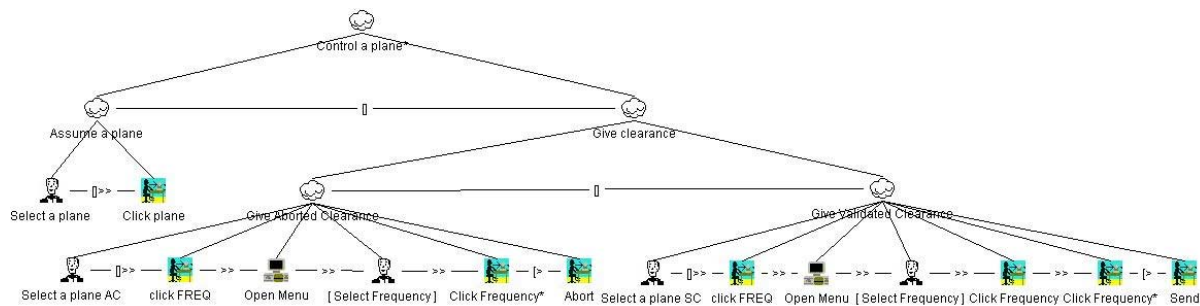 Control a plane*
[]
Assume a plane
Give clearance
[]>>
[]
Select a plane
Click plane
Give Aborted Clearance
Give Validated Clearance
[]>> >> >> >> [> []>> >> >> >> >> [>
Select a plane AC click FREQ Open Menu [ Select Frequency ] Click Frequency* Abort Select a plane SC click FREQ Open Menu [Select Frequency ] Click Frequency Click Frequency*